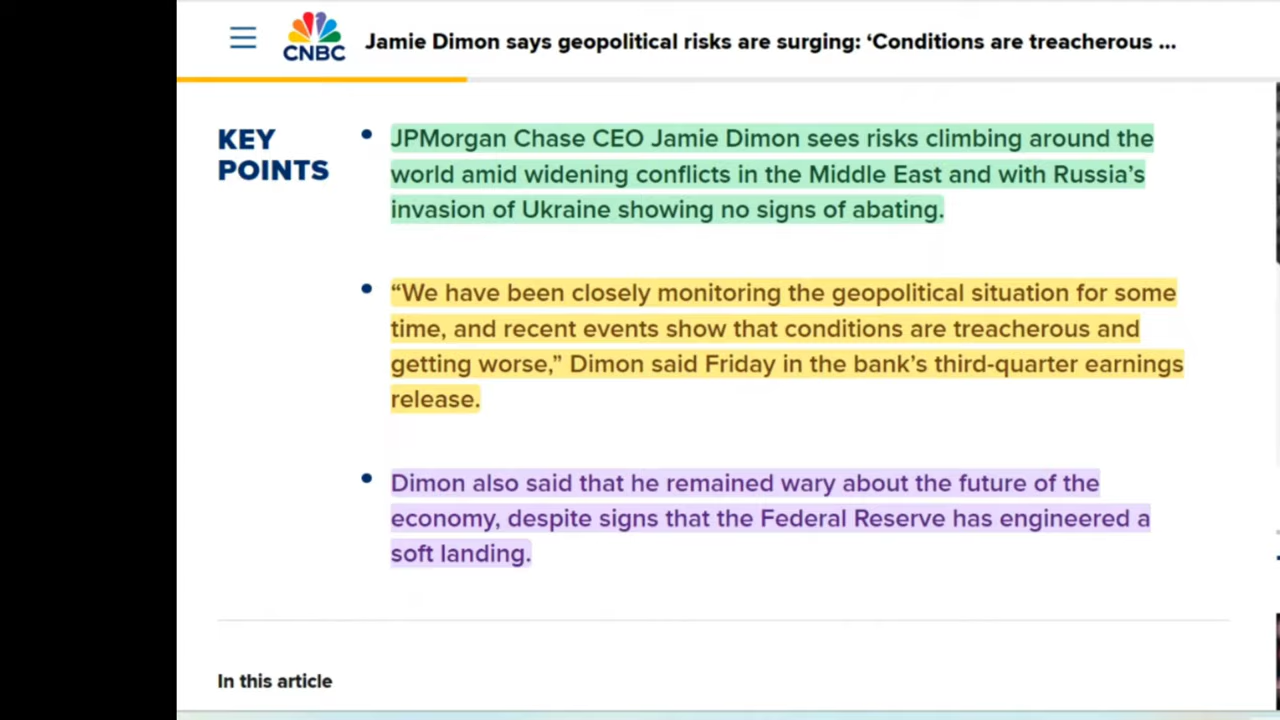 CNBC
Jamie Dimon says geopolitical risks are surging: ‘Conditions are treacherous ...
KEY
POINTS
JPMorgan Chase CEO Jamie Dimon sees risks climbing around the
world amid widening conflicts in the Middle East and with Russia’s
invasion of Ukraine showing no signs of abating.
“We have been closely monitoring the geopolitical situation for some
time, and recent events show that conditions are treacherous and
getting worse,” Dimon said Friday in the bank’s third-quarter earnings
release.
Dimon also said that he remained wary about the future of the
economy, despite signs that the Federal Reserve has engineered a
soft landing.
In this article